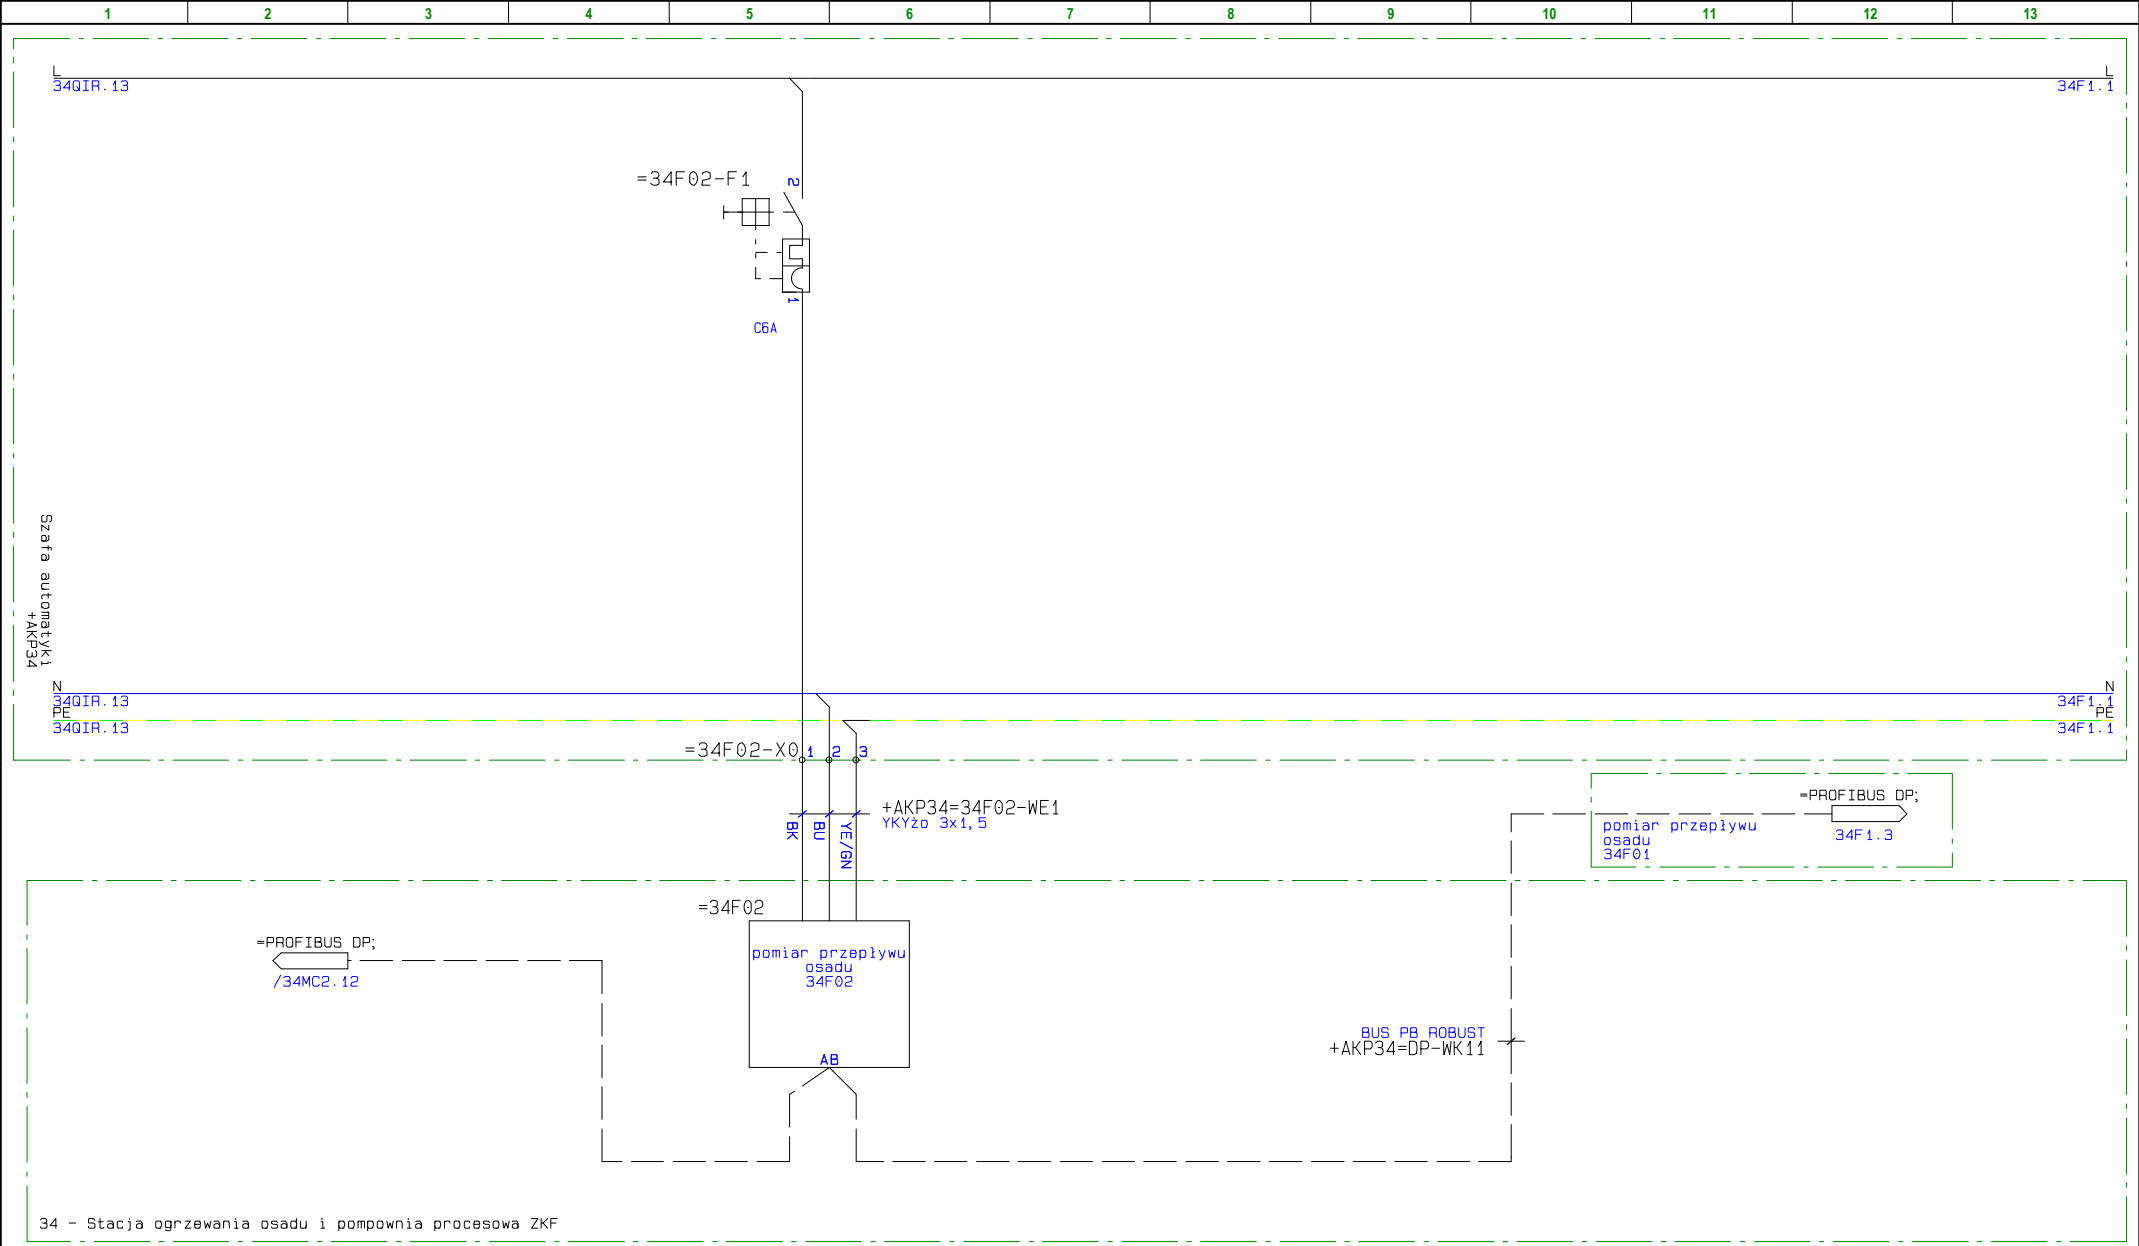 1 2 3 4 5 6 7 8 9 10 11 12 13
L L
34QIR.13 34F1.1
=34F02-F1
2
1
C6A
Szafa automatyki
+AKP34
N N
34QIR.13 34F1.1
PE PE
34QIR.13 34F1.1
=34F02-X0 1 2 3
+AKP34=34F02-WE1
YKYżo 3x1,5
BK BU YE/GN
=PROFIBUS DP;
34F1.3
pomiar przepływu
osadu
34F01
=34F02
pomiar przepływu
osadu
34F02
AB
=PROFIBUS DP;
/34MC2.12
BUS PB ROBUST
+AKP34=DP-WK11
34 - Stacja ogrzewania osadu i pompownia procesowa ZKF